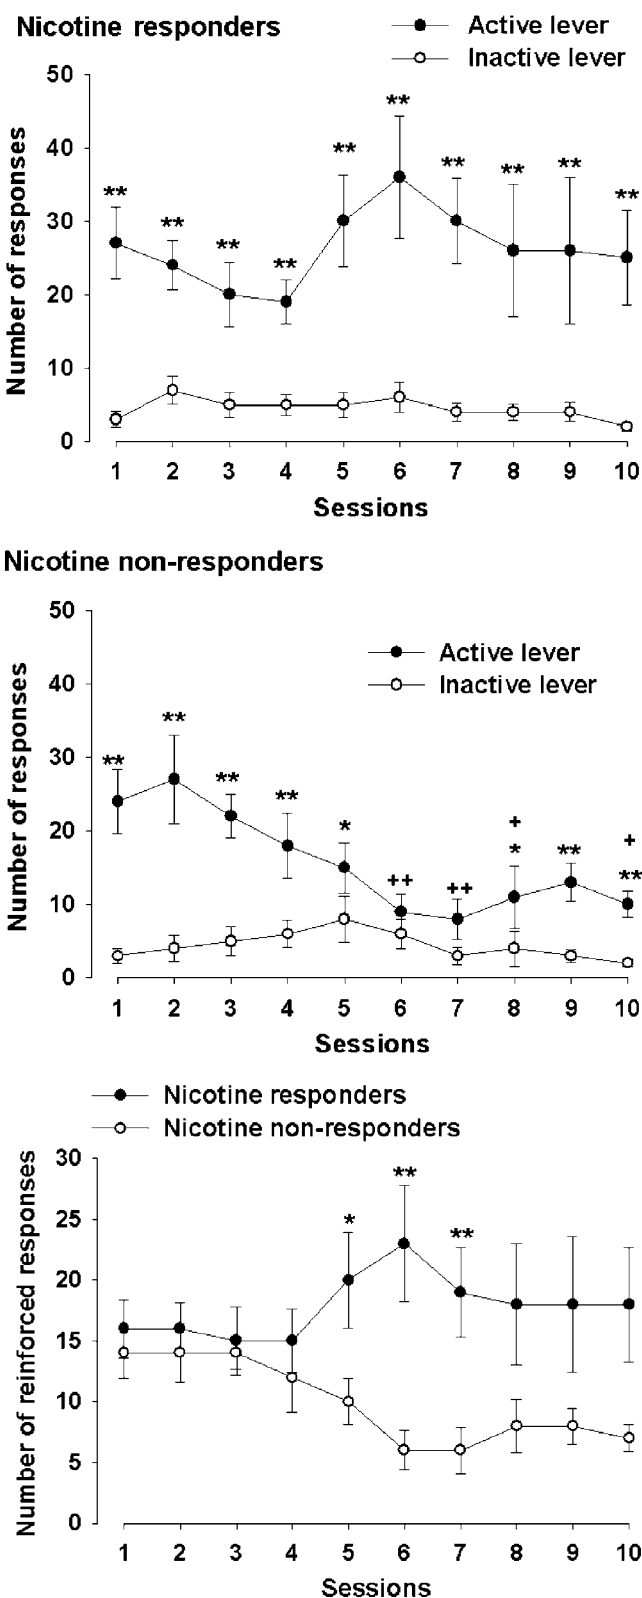 Nicotine responders
Active lever
Inactive lever
Number of responses
50
40
30
20
10
0
** ** ** ** ** ** ** ** ** **
1 2 3 4 5 6 7 8 9 10
Sessions
Nicotine non-responders
Active lever
Inactive lever
Number of responses
50
40
30
20
10
0
+ +
** ** ** ** * ++ ++ * ** **
1 2 3 4 5 6 7 8 9 10
Sessions
Nicotine responders
Nicotine non-responders
Number of reinforced responses
30
25
20
15
10
5
0
* ** **
1 2 3 4 5 6 7 8 9 10
Sessions